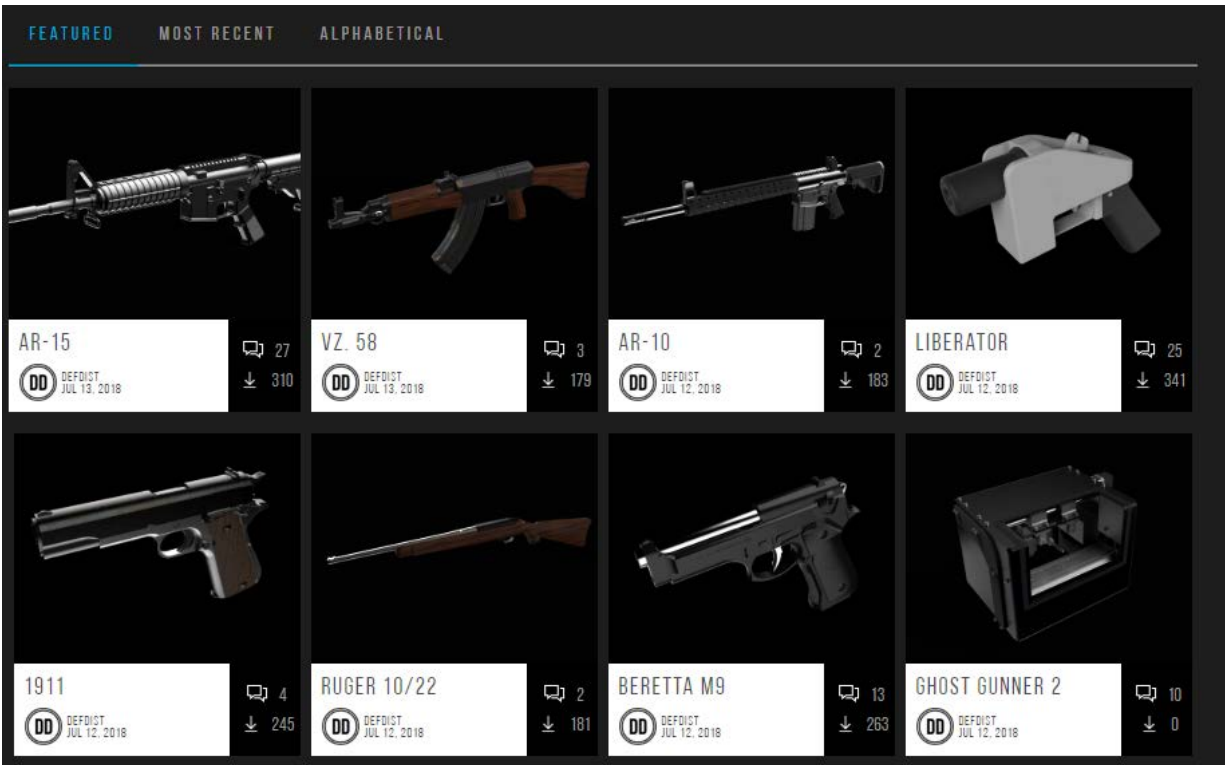 FEATURED MOST RECENT ALPHABETICAL
AR-15
27
DD DEFDIST
JUL 13, 2018
310
VZ. 58
3
DD DEFDIST
JUL 13, 2018
179
AR-10
2
DD DEFDIST
JUL 12, 2018
183
LIBERATOR
25
DD DEFDIST
JUL 12, 2018
341
1911
4
DD DEFDIST
JUL 12, 2018
245
RUGER 10/22
2
DD DEFDIST
JUL 12, 2018
181
BERETTA M9
13
DD DEFDIST
JUL 12, 2018
263
GHOST GUNNER 2
10
DD DEFDIST
JUL 12, 2018
0